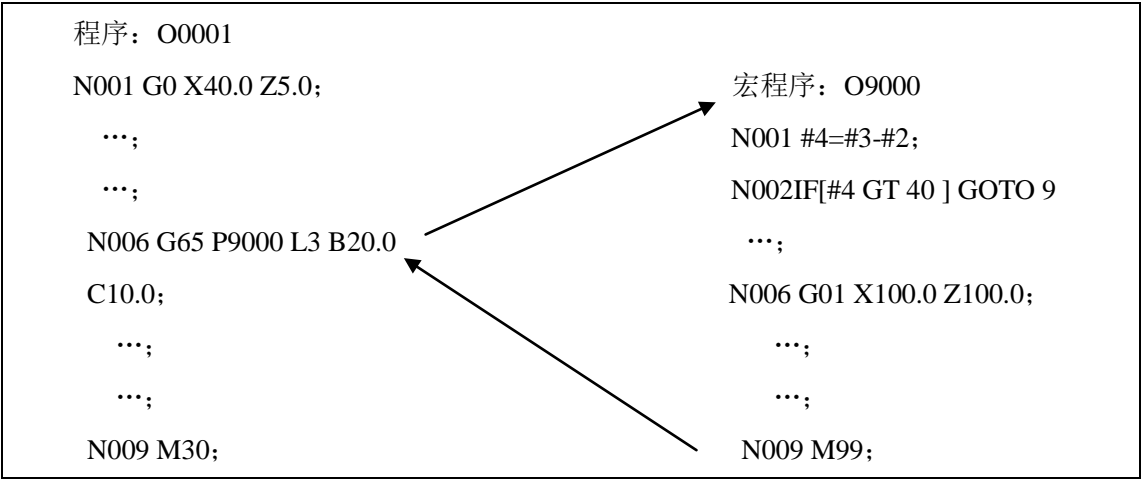 程序：O0001
N001 G0 X40.0 Z5.0；
…；
…；
N006 G65 P9000 L3 B20.0
C10.0；
…；
…；
N009 M30；
宏程序：O9000
N001 #4=#3-#2；
N002IF[#4 GT 40 ] GOTO 9
…；
N006 G01 X100.0 Z100.0；
…；
…；
N009 M99；